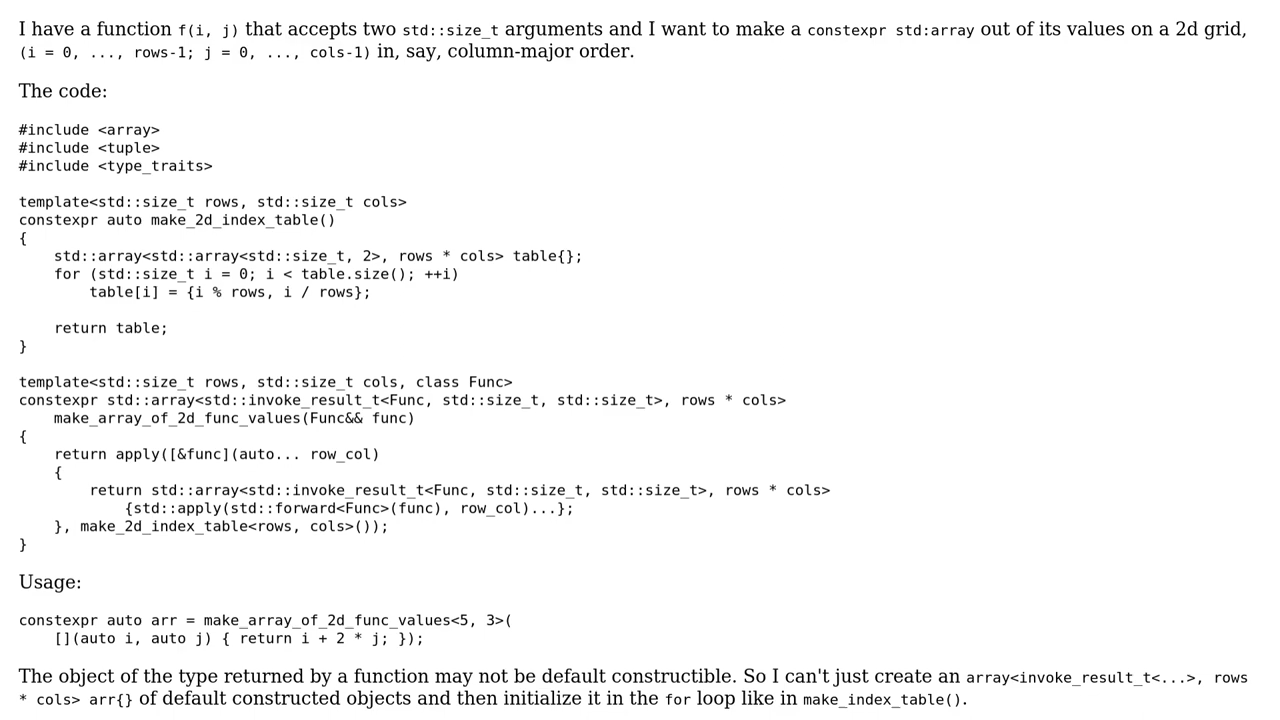 I have a function f(i, j) that accepts two std::size_t arguments and I want to make a constexpr std:array out of its values on a 2d grid,
(i = 0, ..., rows-1; j = 0, ..., cols-1) in, say, column-major order.
The code:
#include <array>
#include <tuple>
#include <type_traits>
template<std::size_t rows, std::size_t cols>
constexpr auto make_2d_index_table()
{
    std::array<std::array<std::size_t, 2>, rows * cols> table{};
    for (std::size_t i = 0; i < table.size(); ++i)
        table[i] = {i % rows, i / rows};
    return table;
}
template<std::size_t rows, std::size_t cols, class Func>
constexpr std::array<std::invoke_result_t<Func, std::size_t, std::size_t>, rows * cols>
    make_array_of_2d_func_values(Func&& func)
{
    return apply([&func](auto... row_col)
    {
        return std::array<std::invoke_result_t<Func, std::size_t, std::size_t>, rows * cols>
            {std::apply(std::forward<Func>(func), row_col)...};
    }, make_2d_index_table<rows, cols>());
}
Usage:
constexpr auto arr = make_array_of_2d_func_values<5, 3>(
    [](auto i, auto j) { return i + 2 * j; });
The object of the type returned by a function may not be default constructible. So I can't just create an array<invoke_result_t<...>, rows
* cols> arr{} of default constructed objects and then initialize it in the for loop like in make_index_table().